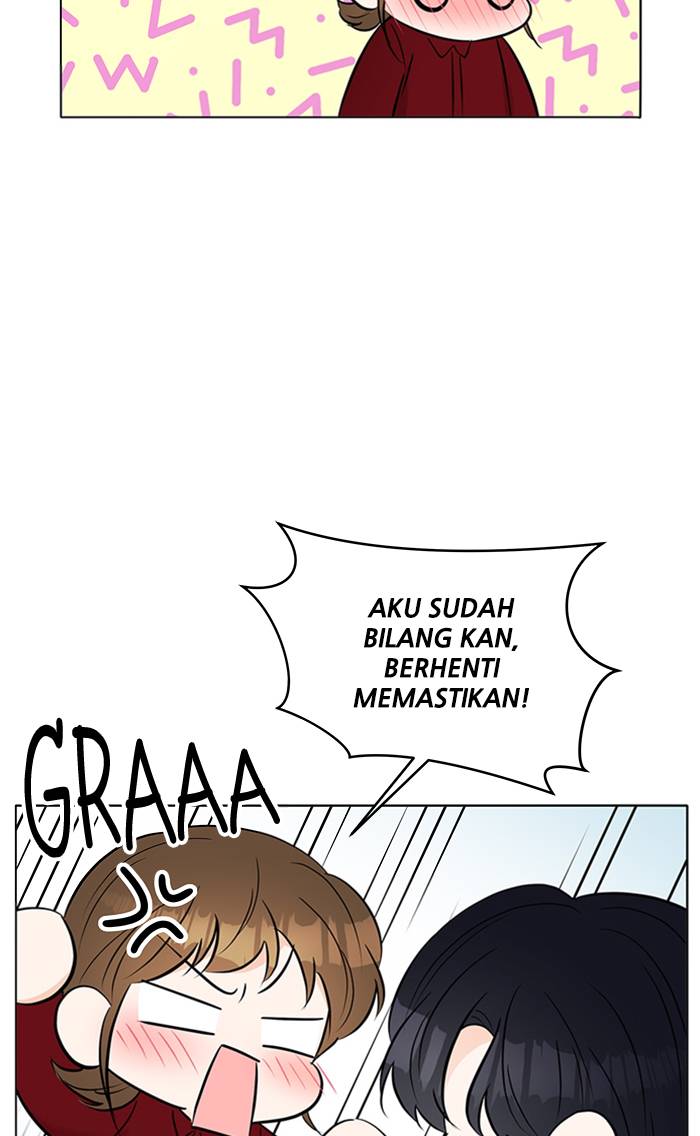 AKU SUDAH
BILANG KAN,
BERHENTI
MEMASTIKAN!
GRAAA